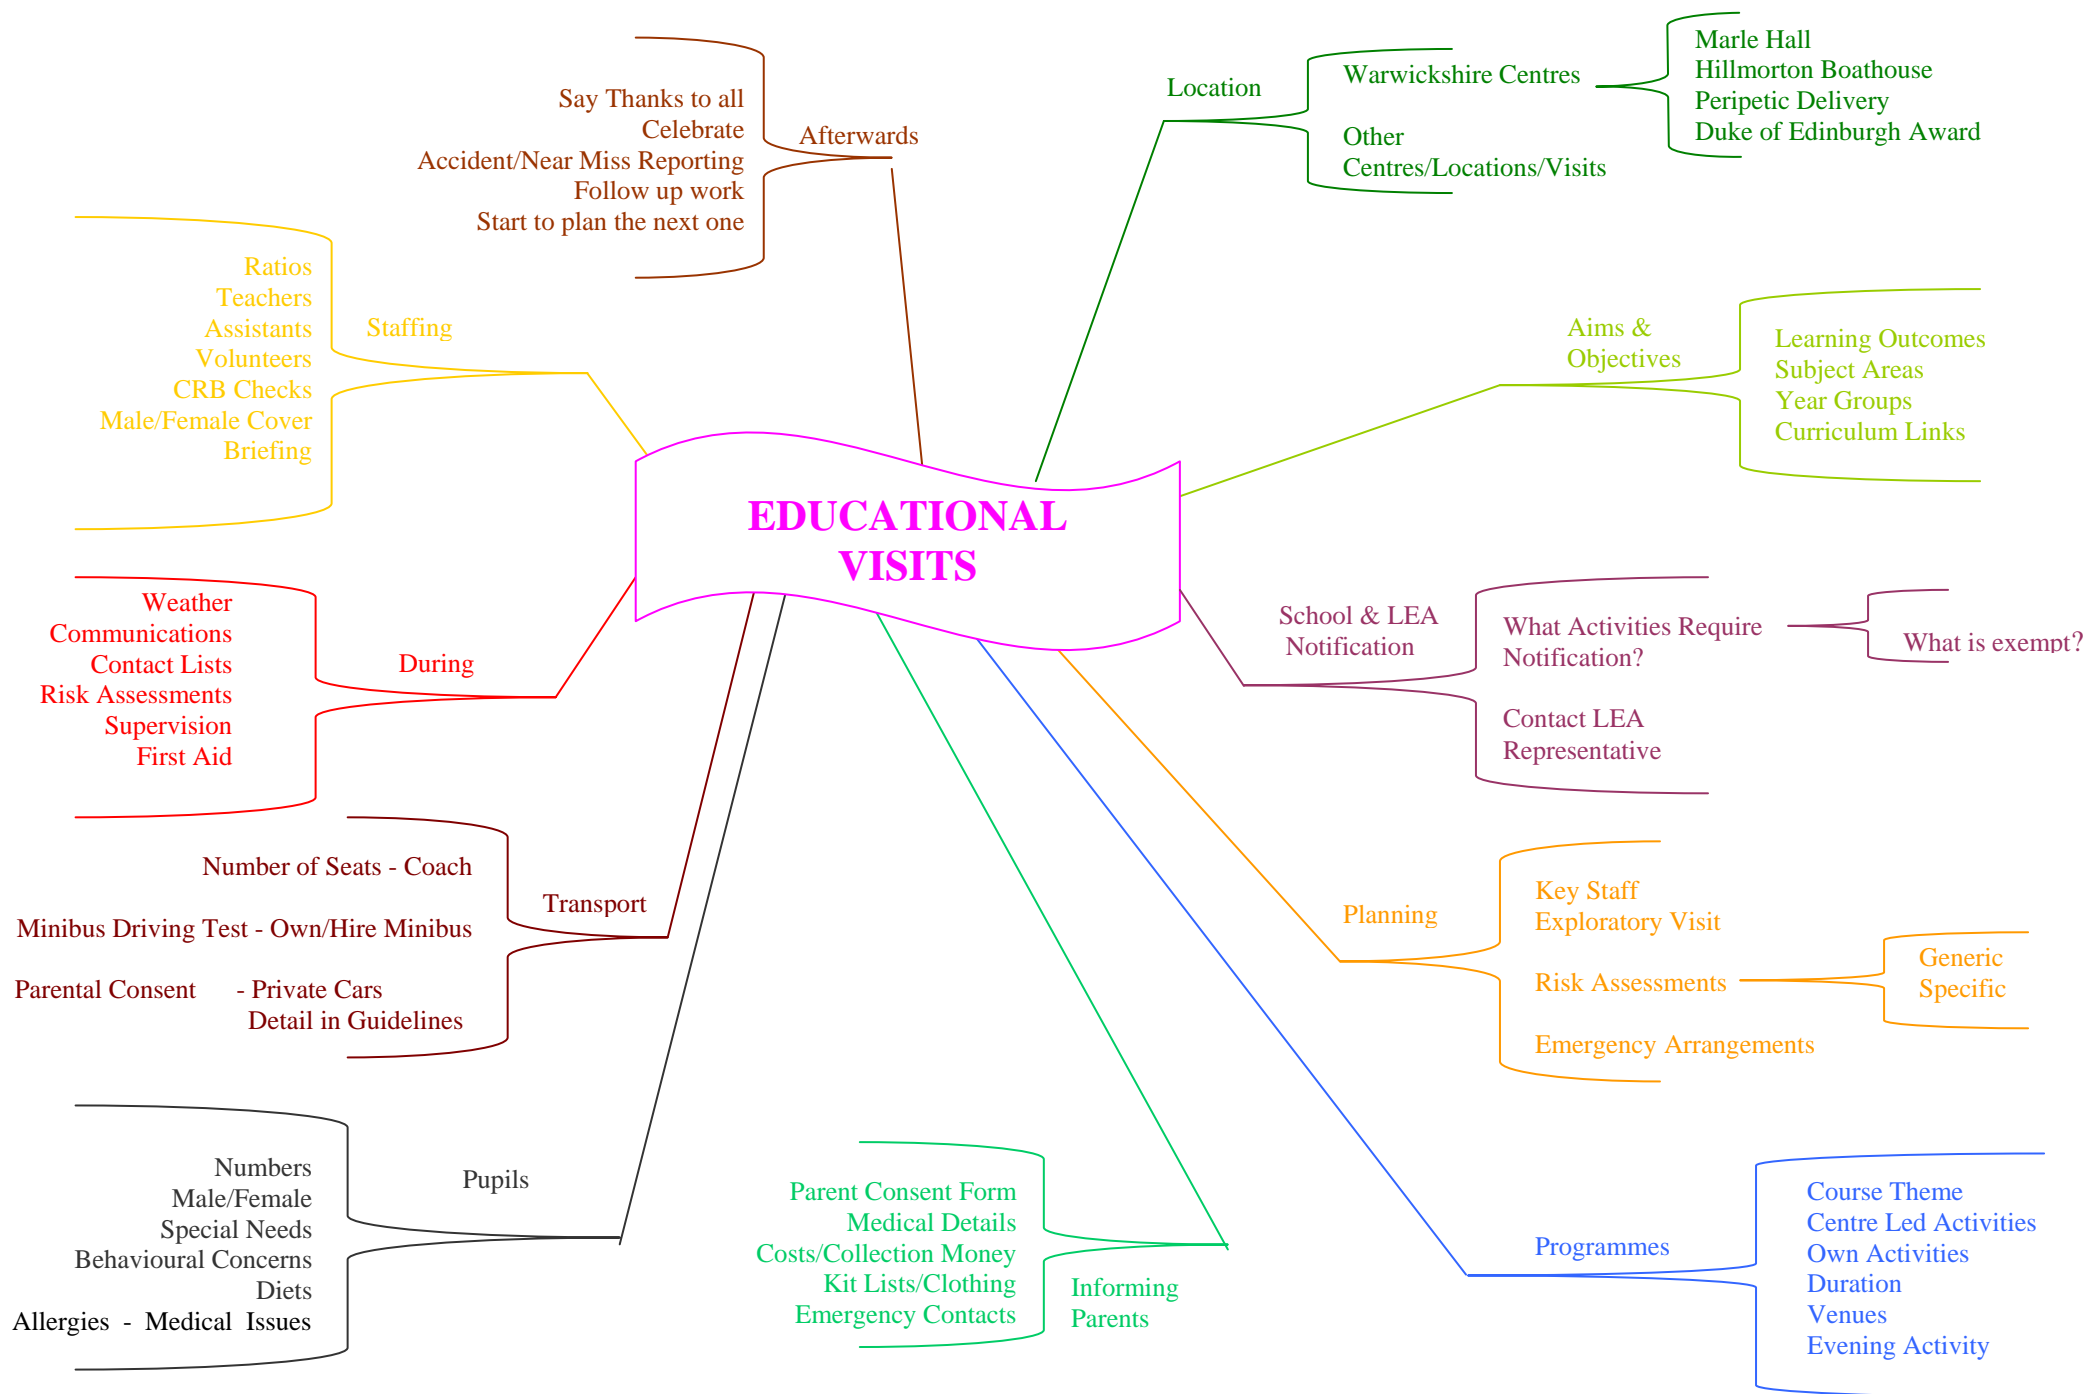 EDUCATIONAL
VISITS
Location
Warwickshire Centres
Other
Centres/Locations/Visits
Marle Hall
Hillmorton Boathouse
Peripetic Delivery
Duke of Edinburgh Award
Aims &
Objectives
Learning Outcomes
Subject Areas
Year Groups
Curriculum Links
School & LEA
Notification
What Activities Require
Notification?
What is exempt?
Contact LEA
Representative
Planning
Key Staff
Exploratory Visit
Risk Assessments
Generic
Specific
Emergency Arrangements
Programmes
Course Theme
Centre Led Activities
Own Activities
Duration
Venues
Evening Activity
Informing
Parents
Parent Consent Form
Medical Details
Costs/Collection Money
Kit Lists/Clothing
Emergency Contacts
Pupils
Numbers
Male/Female
Special Needs
Behavioural Concerns
Diets
Allergies - Medical Issues
Transport
Number of Seats - Coach
Minibus Driving Test - Own/Hire Minibus
Parental Consent - Private Cars
Detail in Guidelines
During
Weather
Communications
Contact Lists
Risk Assessments
Supervision
First Aid
Staffing
Ratios
Teachers
Assistants
Volunteers
CRB Checks
Male/Female Cover
Briefing
Afterwards
Say Thanks to all
Celebrate
Accident/Near Miss Reporting
Follow up work
Start to plan the next one